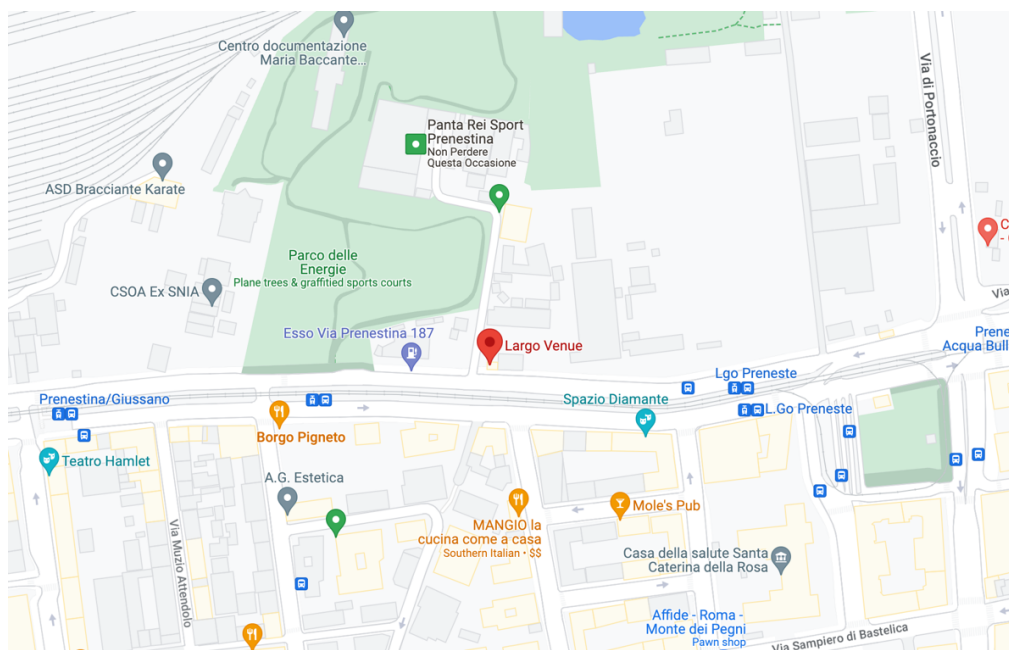 Centro documentazione
Maria Baccante...
Panta Rei Sport
Prenestina
Non Perdere
Questa Occasione
Via di Portonaccio
ASD Bracciante Karate
Parco delle
Energie
Plane trees & graffitied sports courts
CSOA Ex SNIA
C
Via
Esso Via Prenestina 187
Largo Venue
Prene
Acqua Bull
Lgo Preneste
Prenestina/Giussano
Spazio Diamante
L.Go Preneste
Borgo Pigneto
Teatro Hamlet
A.G. Estetica
Mole's Pub
MANGIO la
cucina come a casa
Southern Italian • $$
Via Muzio Attendolo
Casa della salute Santa
Caterina della Rosa
Affide - Roma -
Monte dei Pegni
Pawn shop
Via Sampiero di Bastelica